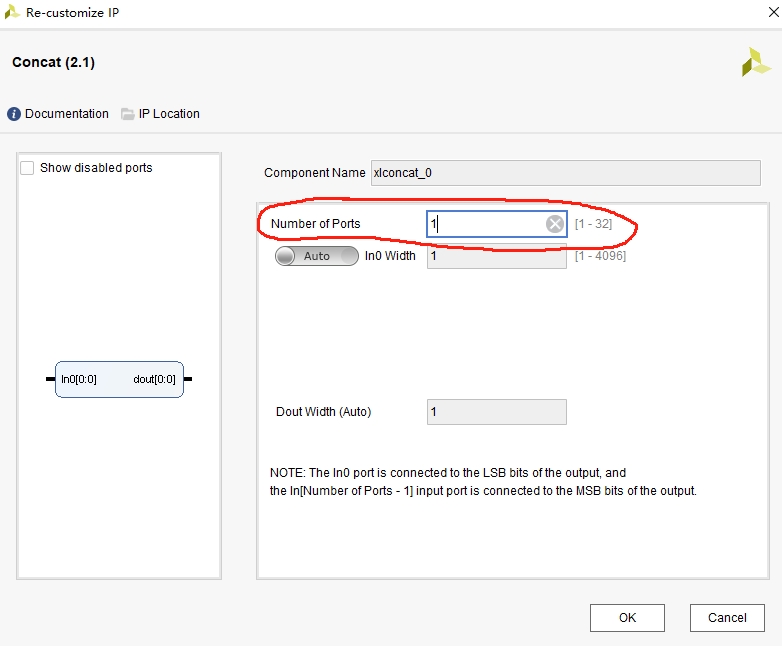 Re-customize IP
Concat (2.1)
Documentation IP Location
Show disabled ports
In0[0:0] dout[0:0]
Component Name xlconcat_0
Number of Ports 1 [1 - 32]
Auto In0 Width 1 [1 - 4096]
Dout Width (Auto) 1
NOTE: The In0 port is connected to the LSB bits of the output, and
the In[Number of Ports - 1] input port is connected to the MSB bits of the output.
OK Cancel